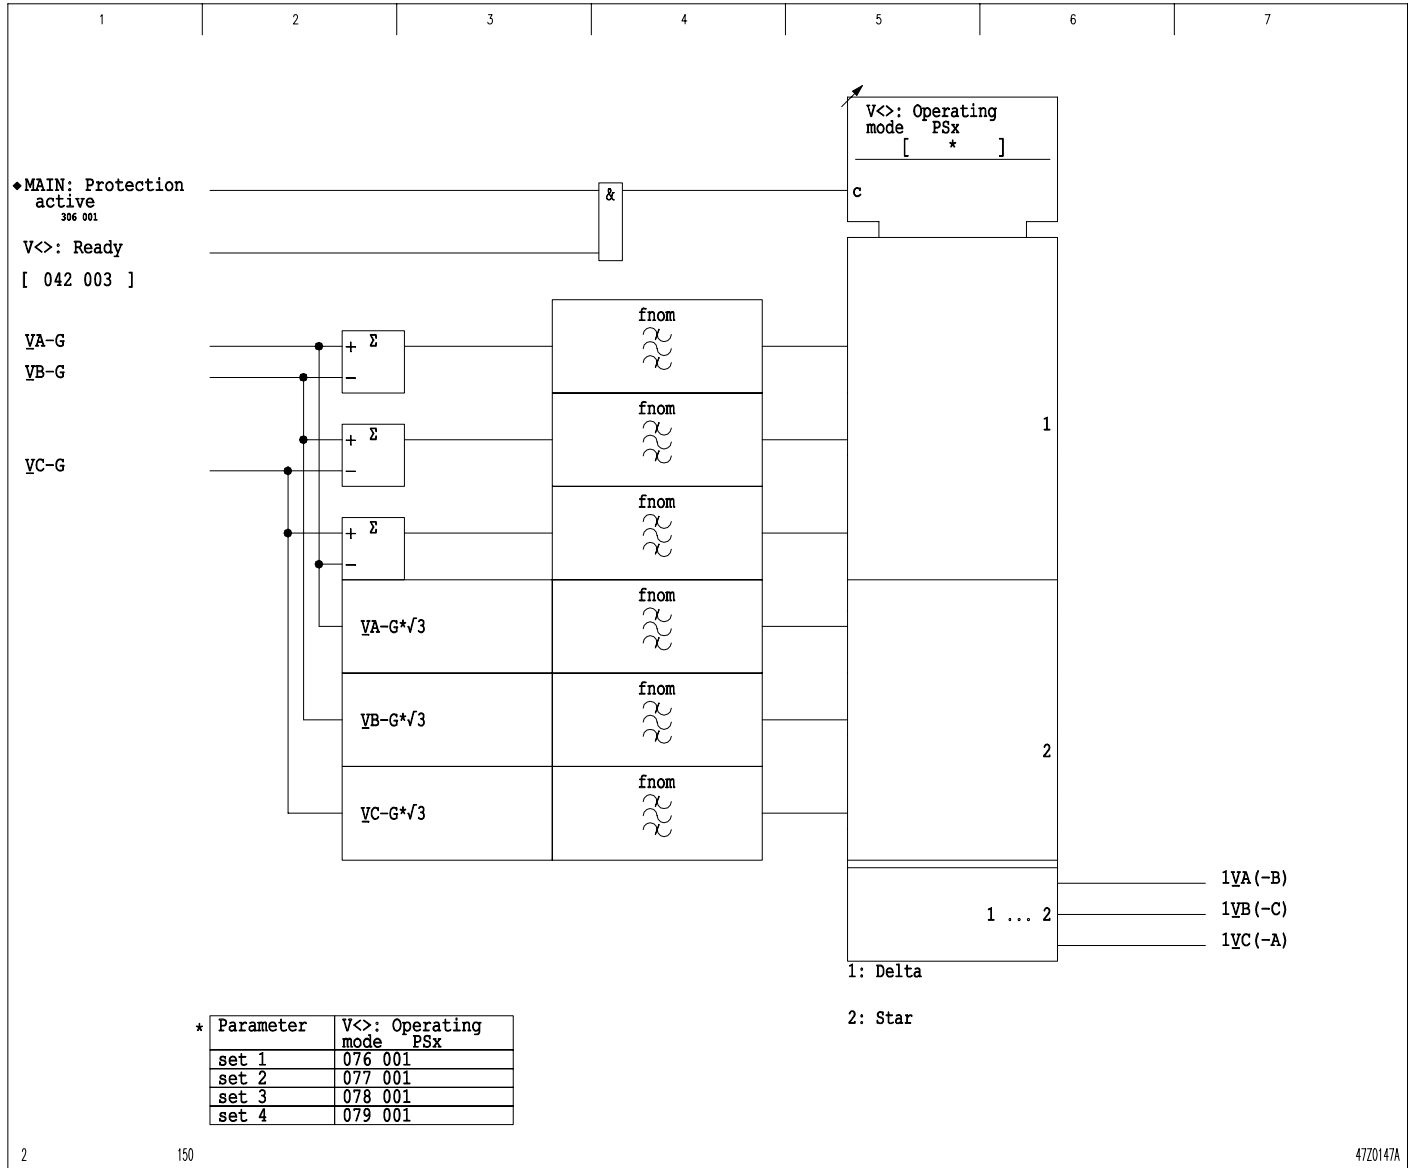 1 2 3 4 5 6 7
V<>: Operating
mode PSx
[ * ]
◆MAIN: Protection
active
306 001
& c
V<>: Ready
[ 042 003 ]
fnom
VA-G + Σ
VB-G -
fnom
+ Σ 1
VC-G -
fnom
+ Σ
-
fnom
VA-G*√3
fnom
VB-G*√3
2
fnom
VC-G*√3
1VA(-B)
1 ... 2 1VB(-C)
1VC(-A)
1: Delta
2: Star
* Parameter V<>: Operating
mode PSx
set 1 076 001
set 2 077 001
set 3 078 001
set 4 079 001
2 150 47Z0147A